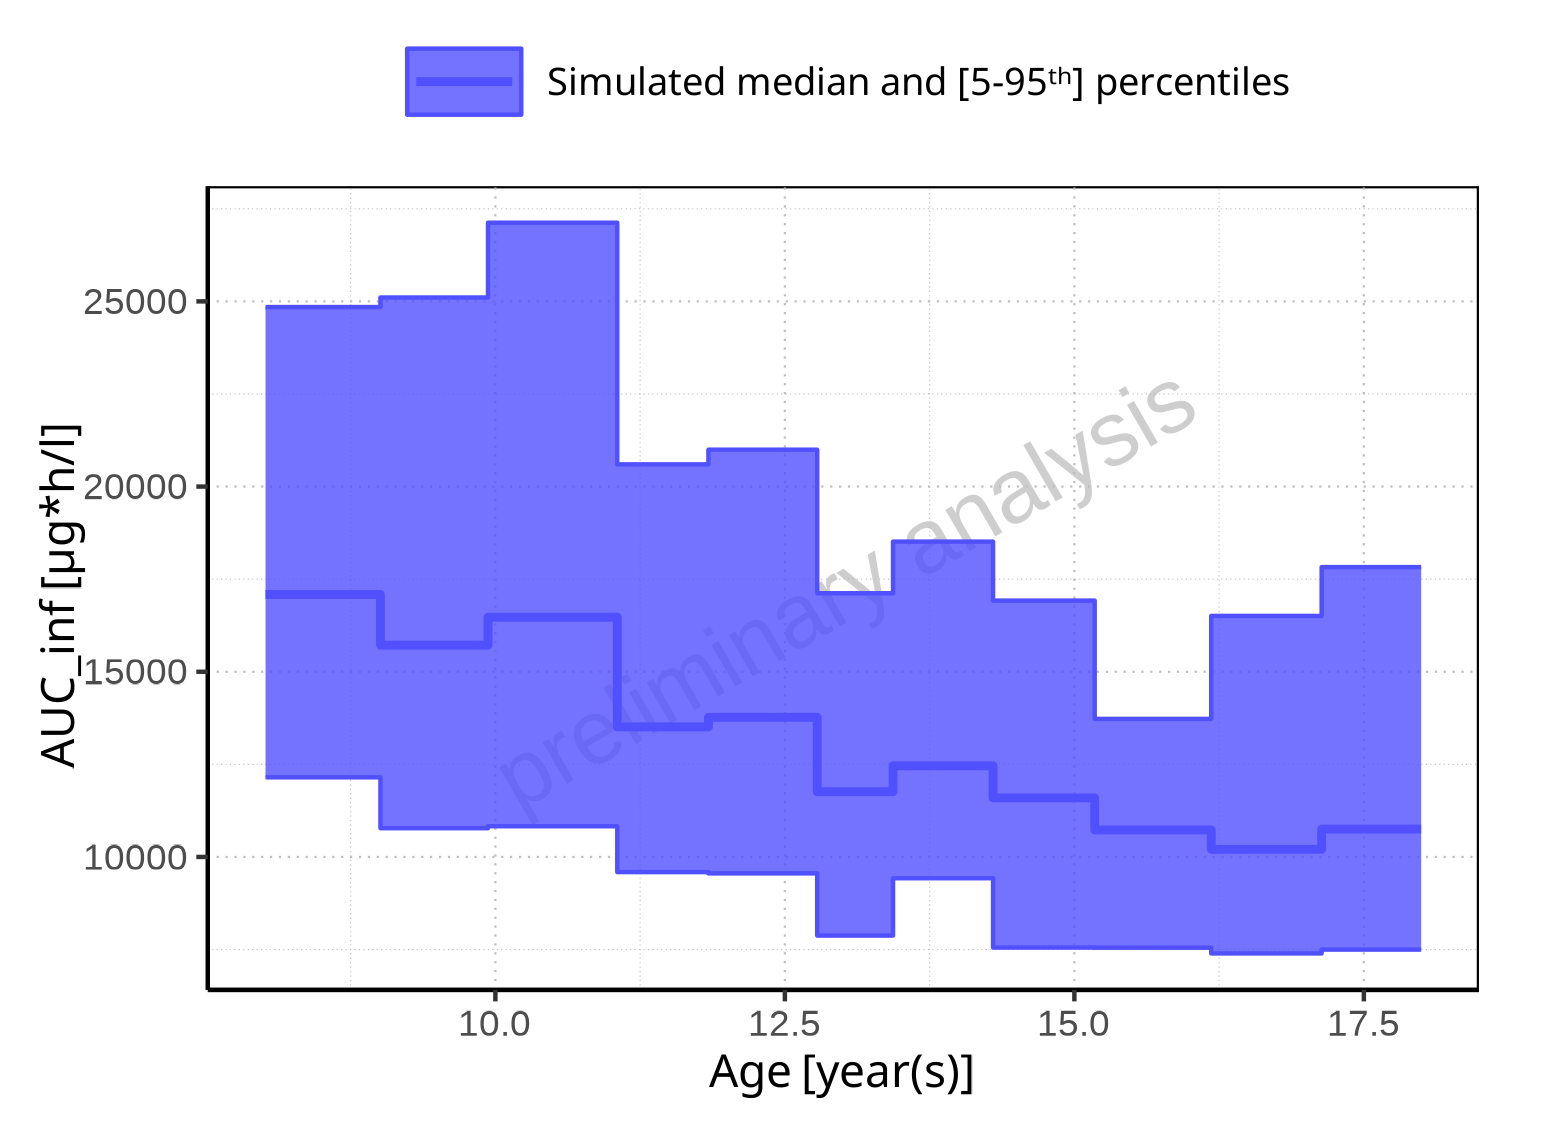 Simulated median and [5-95ᵗʰ] percentiles
AUC_inf [µg*h/l]
25000
20000
15000
10000
preliminary analysis
10.0 12.5 15.0 17.5
Age [year(s)]